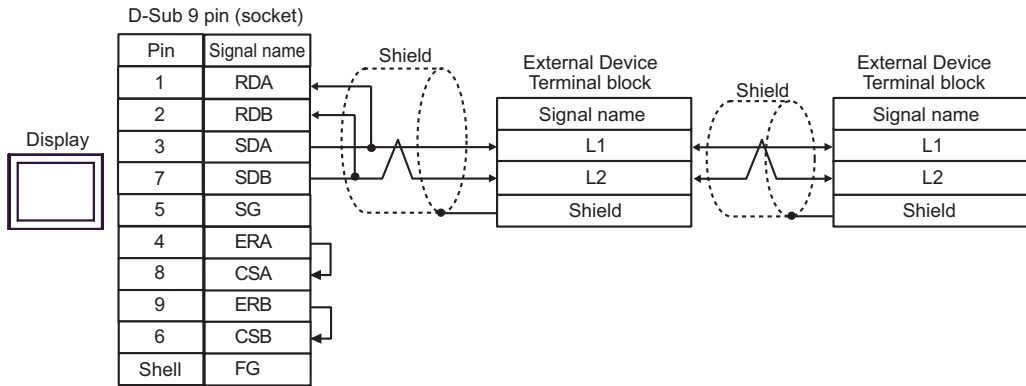 D-Sub 9 pin (socket)
Pin Signal name
1 RDA
2 RDB
3 SDA
7 SDB
5 SG
4 ERA
8 CSA
9 ERB
6 CSB
Shell FG
Display
Shield
External Device
Terminal block
Signal name
L1
L2
Shield
Shield
External Device
Terminal block
Signal name
L1
L2
Shield